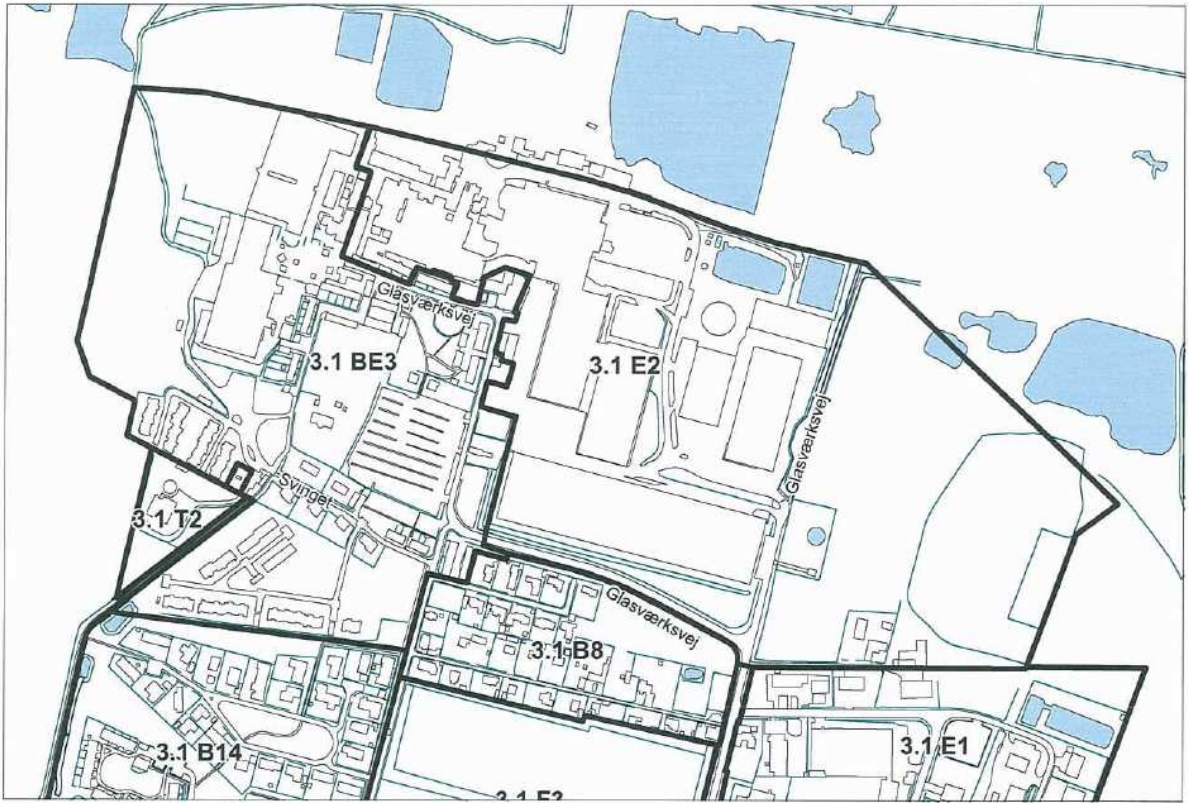 Glasværksvej
3.1 BE3
3.1 E2
Glasværksvej
Svinget
3.1 T2
Glasværksvej
3.1 B8
3.1 B14
3.1 E1